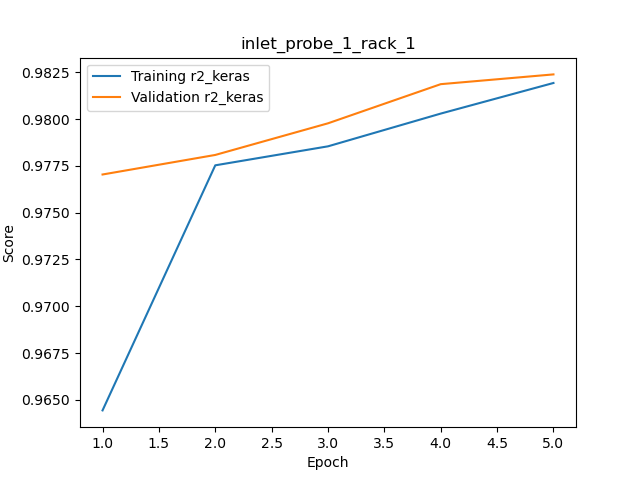 inlet_probe_1_rack_1
Training r2_keras
Validation r2_keras
0.9825
0.9800
0.9775
0.9750
0.9725
0.9700
0.9675
0.9650
Score
1.0 1.5 2.0 2.5 3.0 3.5 4.0 4.5 5.0
Epoch